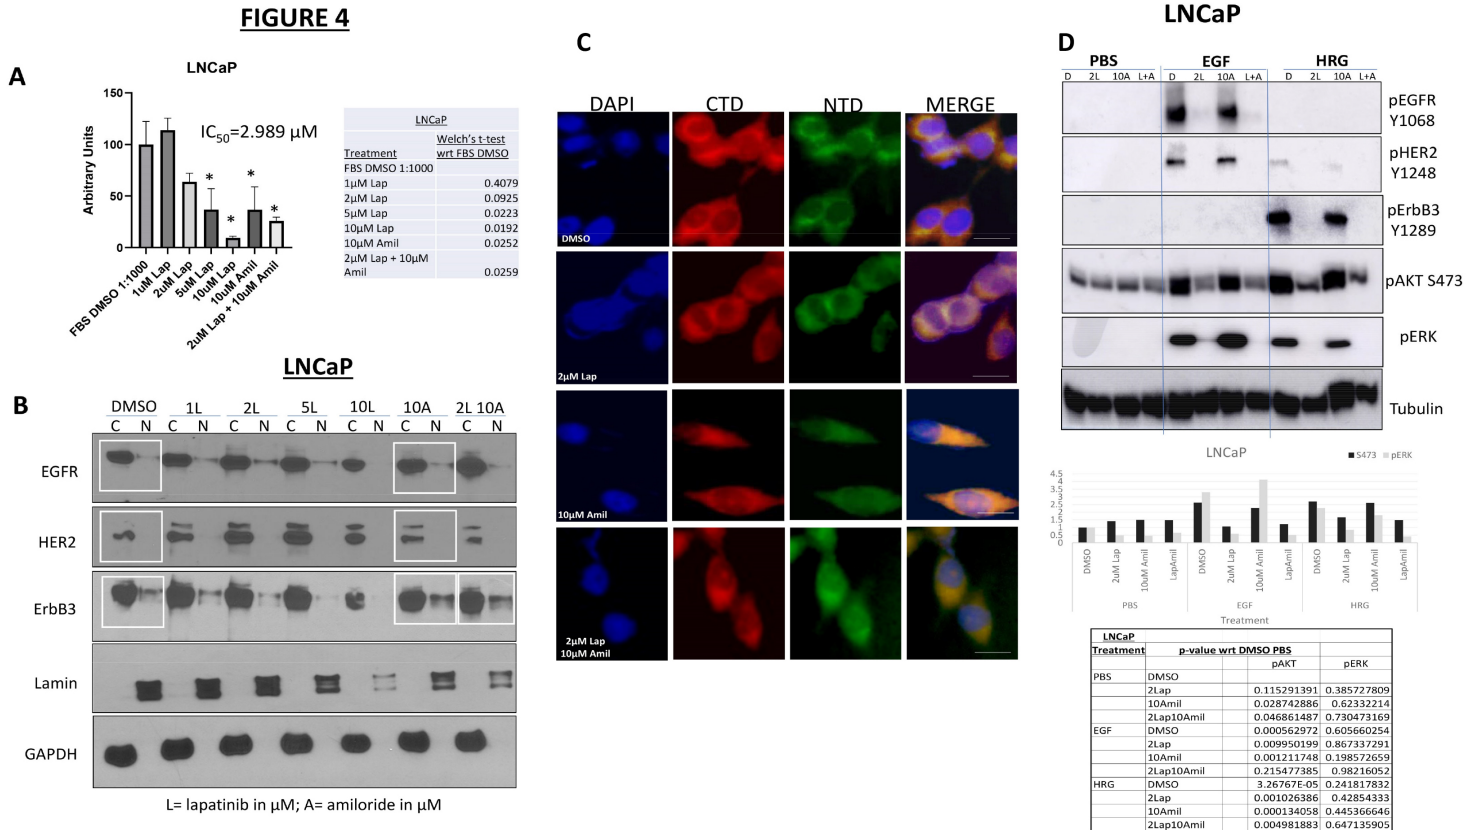 FIGURE 4
A
LNCaP
150
100
50
0
Arbitrary Units
IC50=2.989 µM
*
*
*
*
FBS DMSO 1:1000
1uM Lap
2uM Lap
5uM Lap
10uM Lap
10uM Amil
2uM Lap + 10uM Amil
LNCaP
Welch's t-test
Treatment wrt FBS DMSO
FBS DMSO 1:1000
1µM Lap 0.4079
2µM Lap 0.0925
5µM Lap 0.0223
10µM Lap 0.0192
10µM Amil 0.0252
2µM Lap + 10µM
Amil 0.0259
LNCaP
B
DMSO 1L 2L 5L 10L 10A 2L 10A
C N C N C N C N C N C N C N
EGFR
HER2
ErbB3
Lamin
GAPDH
L= lapatinib in µM; A= amiloride in µM
C
DAPI CTD NTD MERGE
DMSO
2µM Lap
10µM Amil
2µM Lap
10µM Amil
LNCaP
D
PBS EGF HRG
D 2L 10A L+A D 2L 10A L+A D 2L 10A L+A
pEGFR
Y1068
pHER2
Y1248
pErbB3
Y1289
pAKT S473
pERK
Tubulin
LNCaP
S473 pERK
4.5
4
3.5
3
2.5
2
1.5
1
0.5
0
DMSO
2uM Lap
10uM Amil
LapAmil
DMSO
2uM Lap
10uM Amil
LapAmil
DMSO
2uM Lap
10uM Amil
LapAmil
PBS EGF HRG
Treatment
LNCaP
Treatment p-value wrt DMSO PBS
pAKT pERK
PBS DMSO
2Lap 0.115291391 0.385727809
10Amil 0.028742886 0.62332214
2Lap10Amil 0.046861487 0.730473169
EGF DMSO 0.000562972 0.605660254
2Lap 0.009950199 0.867337291
10Amil 0.001211748 0.198572659
2Lap10Amil 0.215477385 0.98216052
HRG DMSO 3.26767E-05 0.241817832
2Lap 0.001026386 0.42854333
10Amil 0.000134058 0.445366646
2Lap10Amil 0.004981883 0.647135905